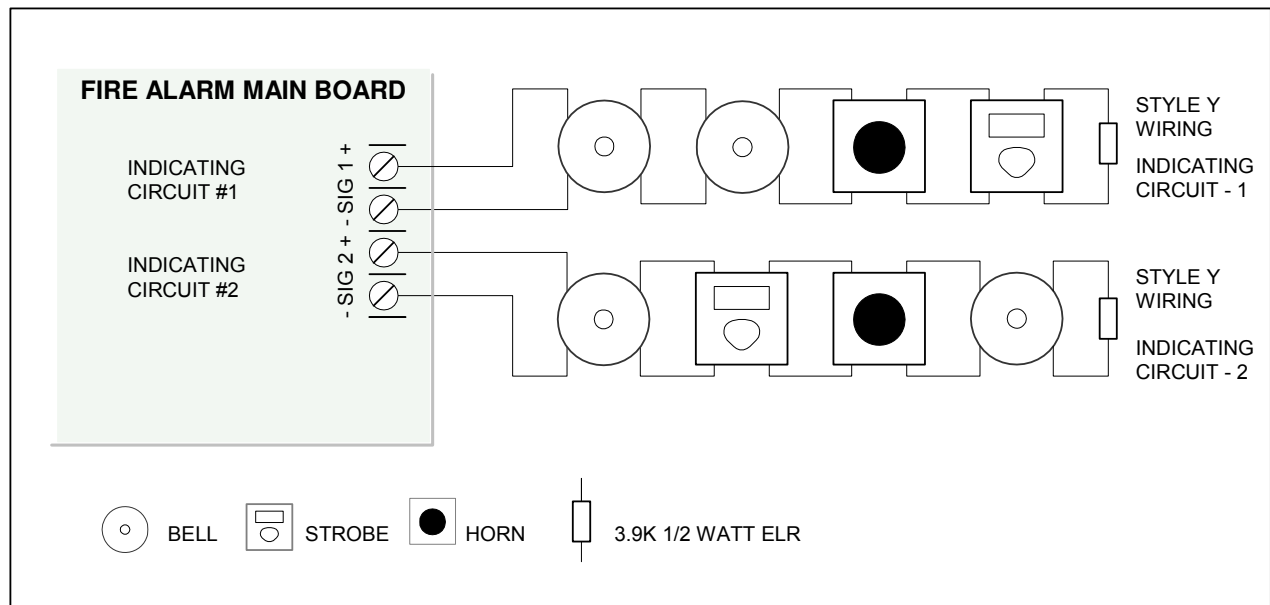 FIRE ALARM MAIN BOARD
INDICATING
CIRCUIT #1
- SIG 1 +
INDICATING
CIRCUIT #2
- SIG 2 +
STYLE Y
WIRING
INDICATING
CIRCUIT - 1
STYLE Y
WIRING
INDICATING
CIRCUIT - 2
BELL
STROBE
HORN
3.9K 1/2 WATT ELR